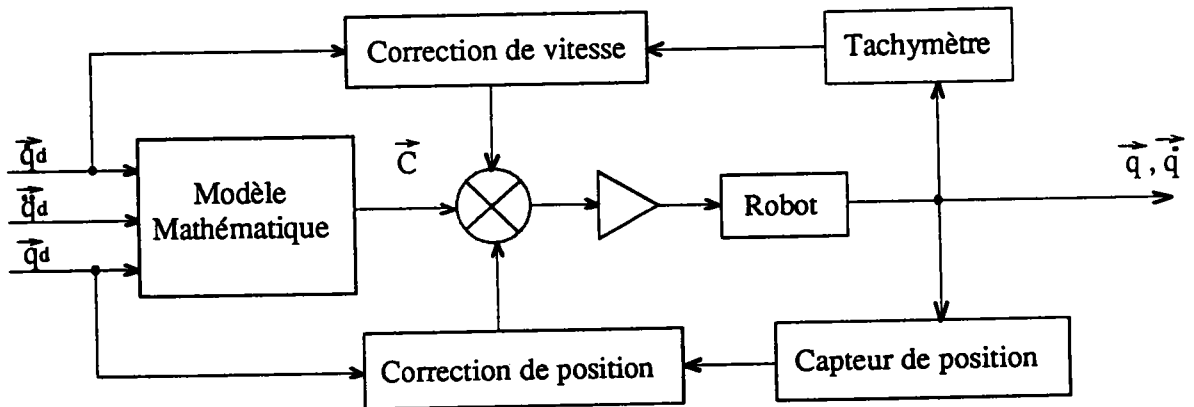 Correction de vitesse
Tachymètre
q̇d
q̈d
qd
Modèle
Mathématique
C
Robot
q, q̇
Correction de position
Capteur de position